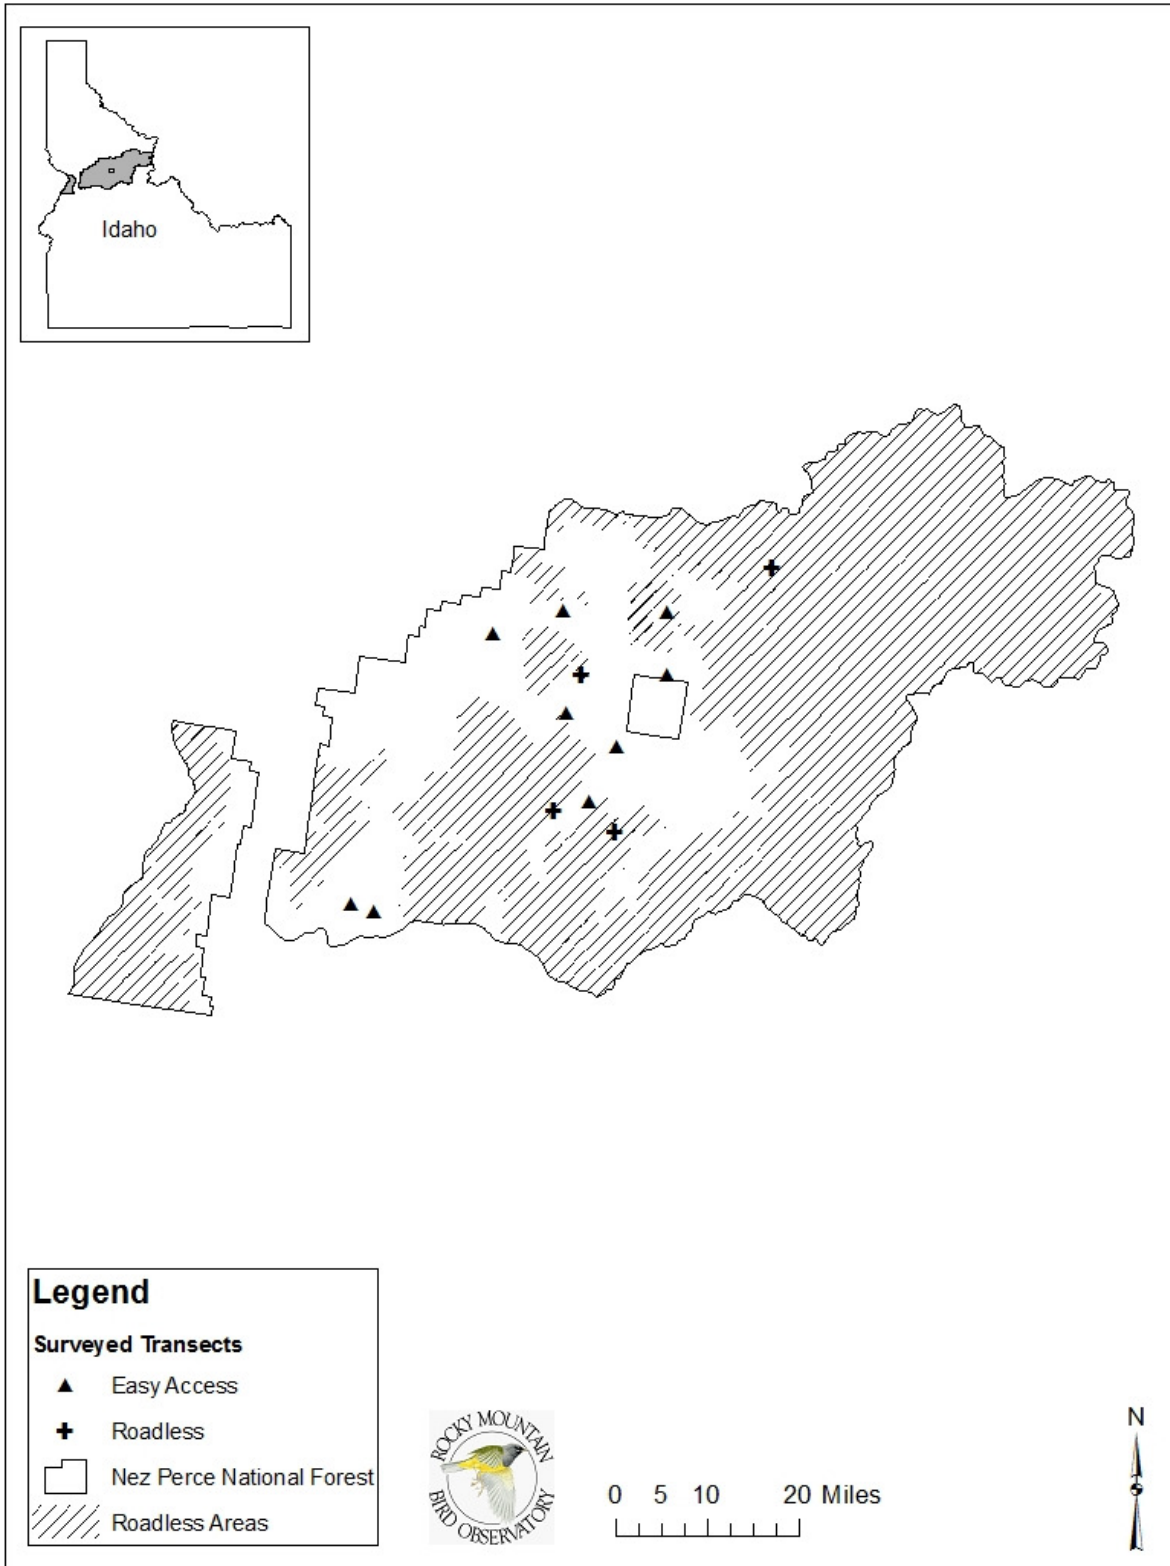 Idaho
Legend
Surveyed Transects
Easy Access
Roadless
Nez Perce National Forest
Roadless Areas
ROCKY MOUNTAIN
BIRD OBSERVATORY
0 5 10 20 Miles
N